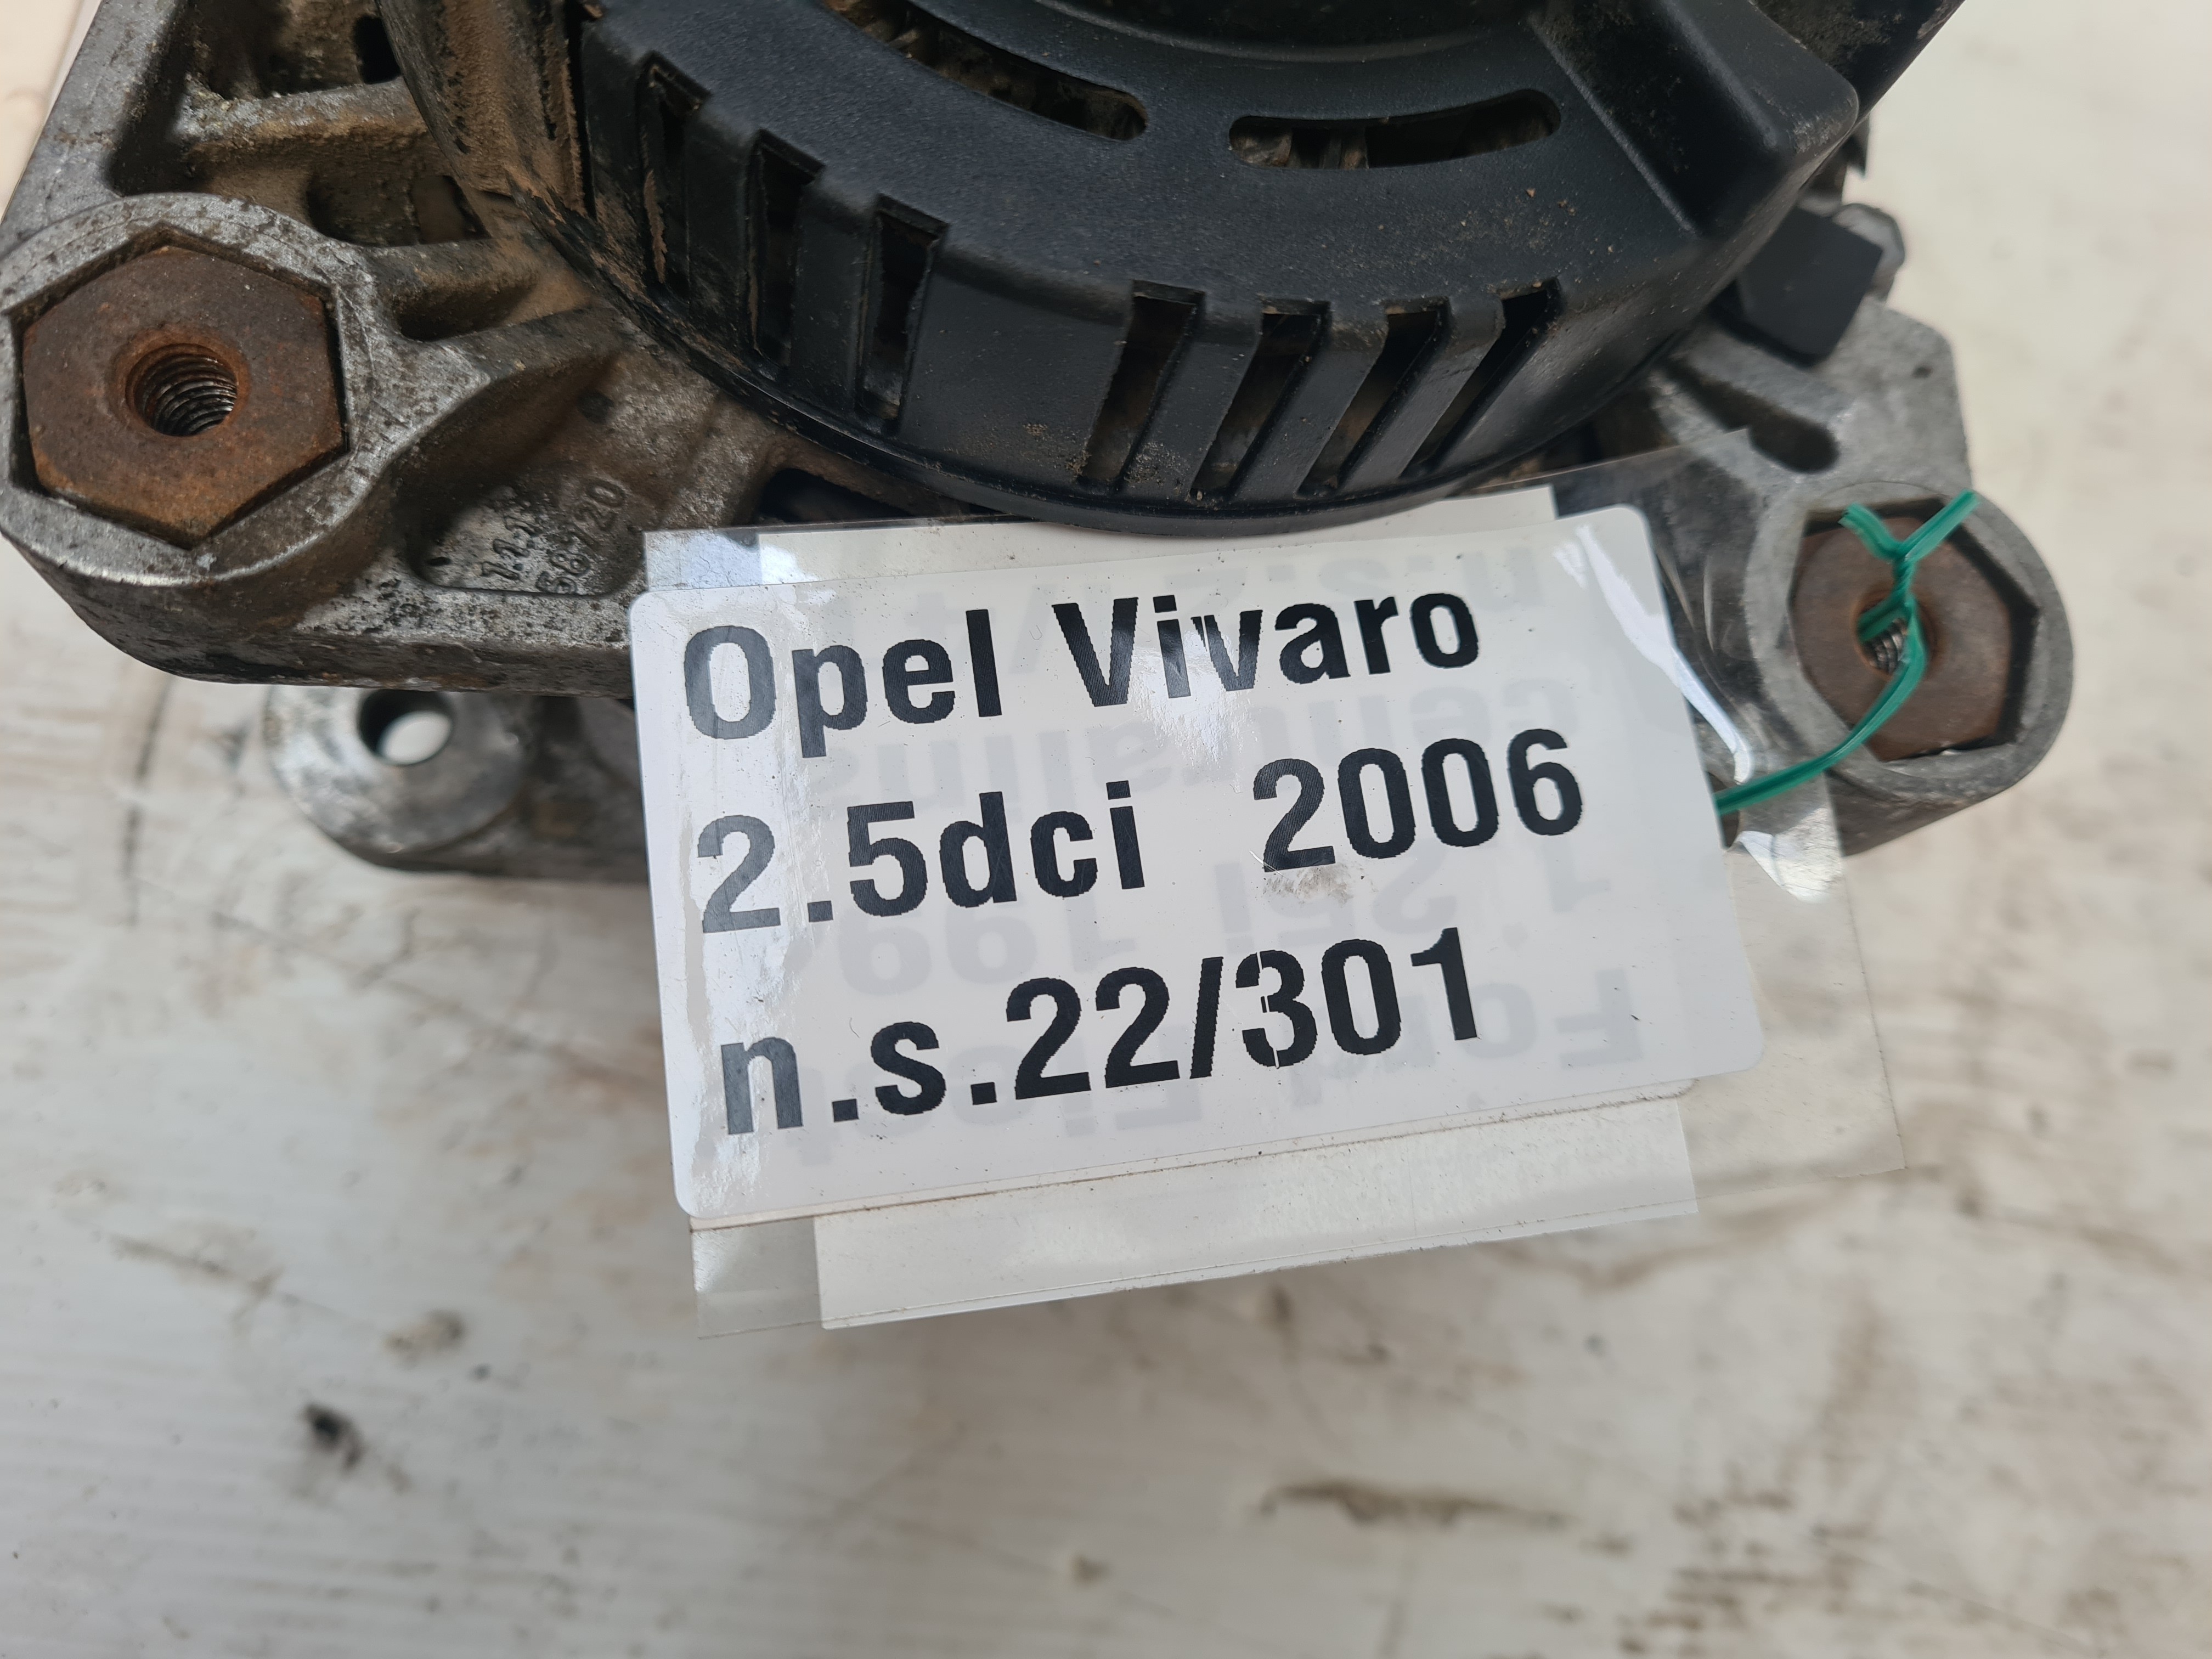 Opel Vivaro
2.5dci 2006
n.s.22/301